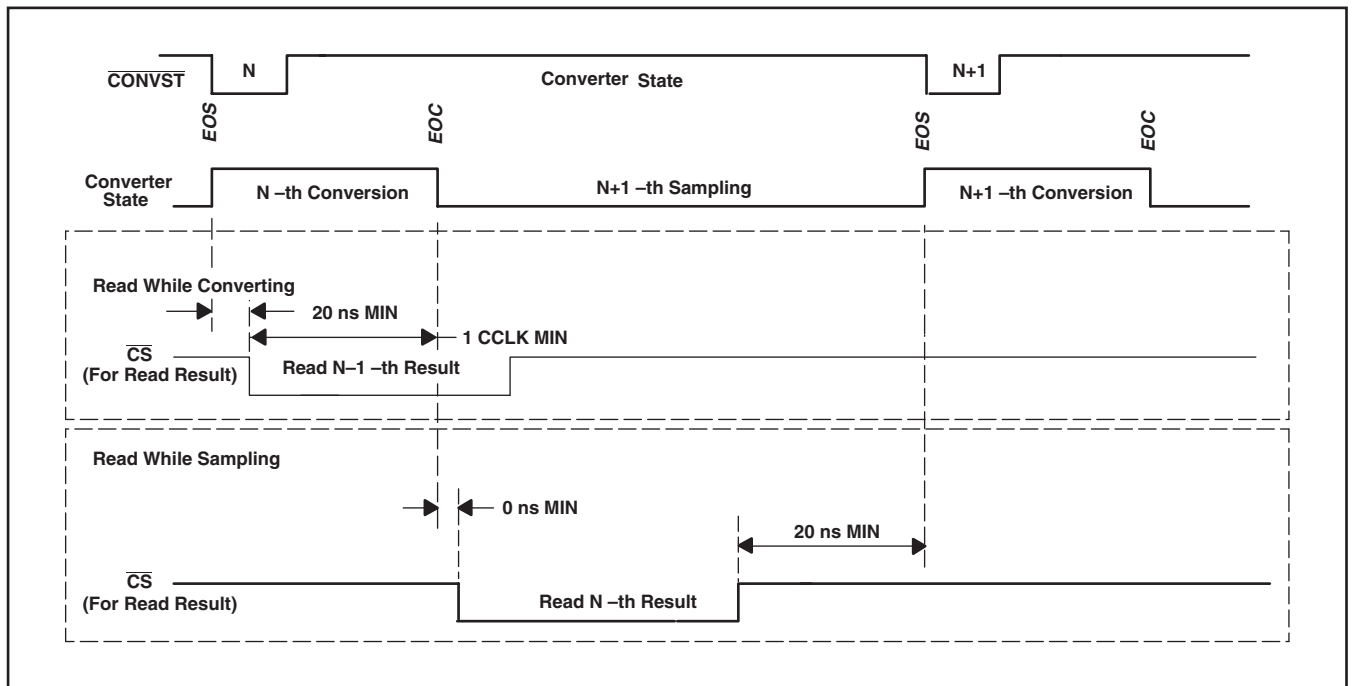 CONVST
N
Converter State
N+1
EOS
EOC
EOS
EOC
Converter
State
N –th Conversion
N+1 –th Sampling
N+1 –th Conversion
Read While Converting
20 ns MIN
1 CCLK MIN
CS
(For Read Result)
Read N–1 –th Result
Read While Sampling
0 ns MIN
20 ns MIN
CS
(For Read Result)
Read N –th Result